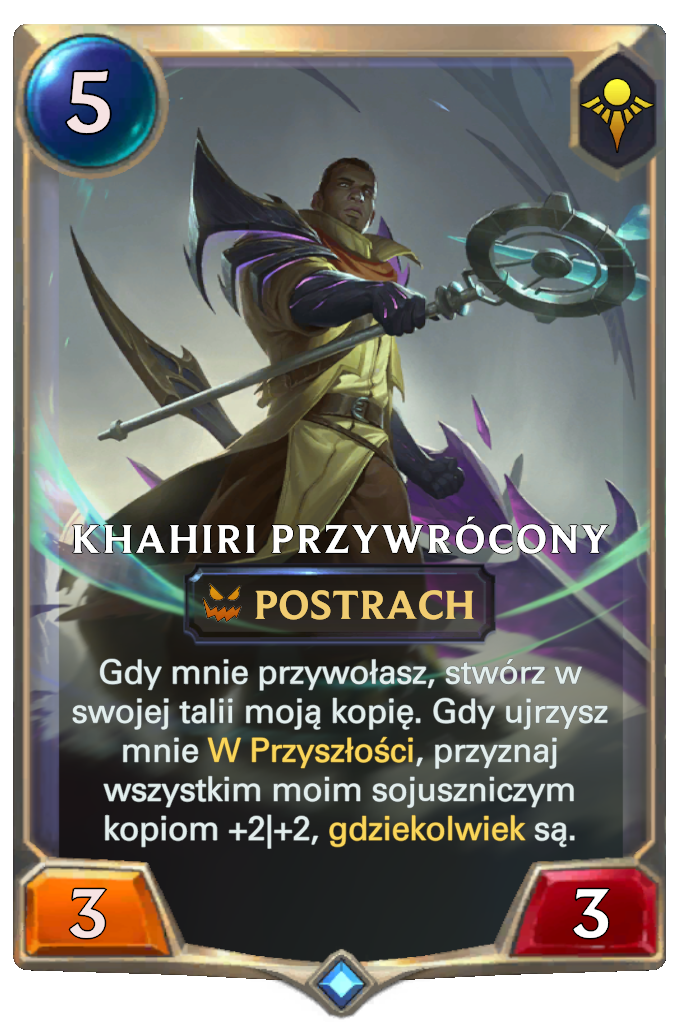 5
KHAHIRI PRZYWRÓCONY
POSTRACH
Gdy mnie przywołasz, stwórz w
swojej talii moją kopię. Gdy ujrzysz
mnie W Przyszłości, przyznaj
wszystkim moim sojuszniczym
kopiom +2|+2, gdziekolwiek są.
3
3